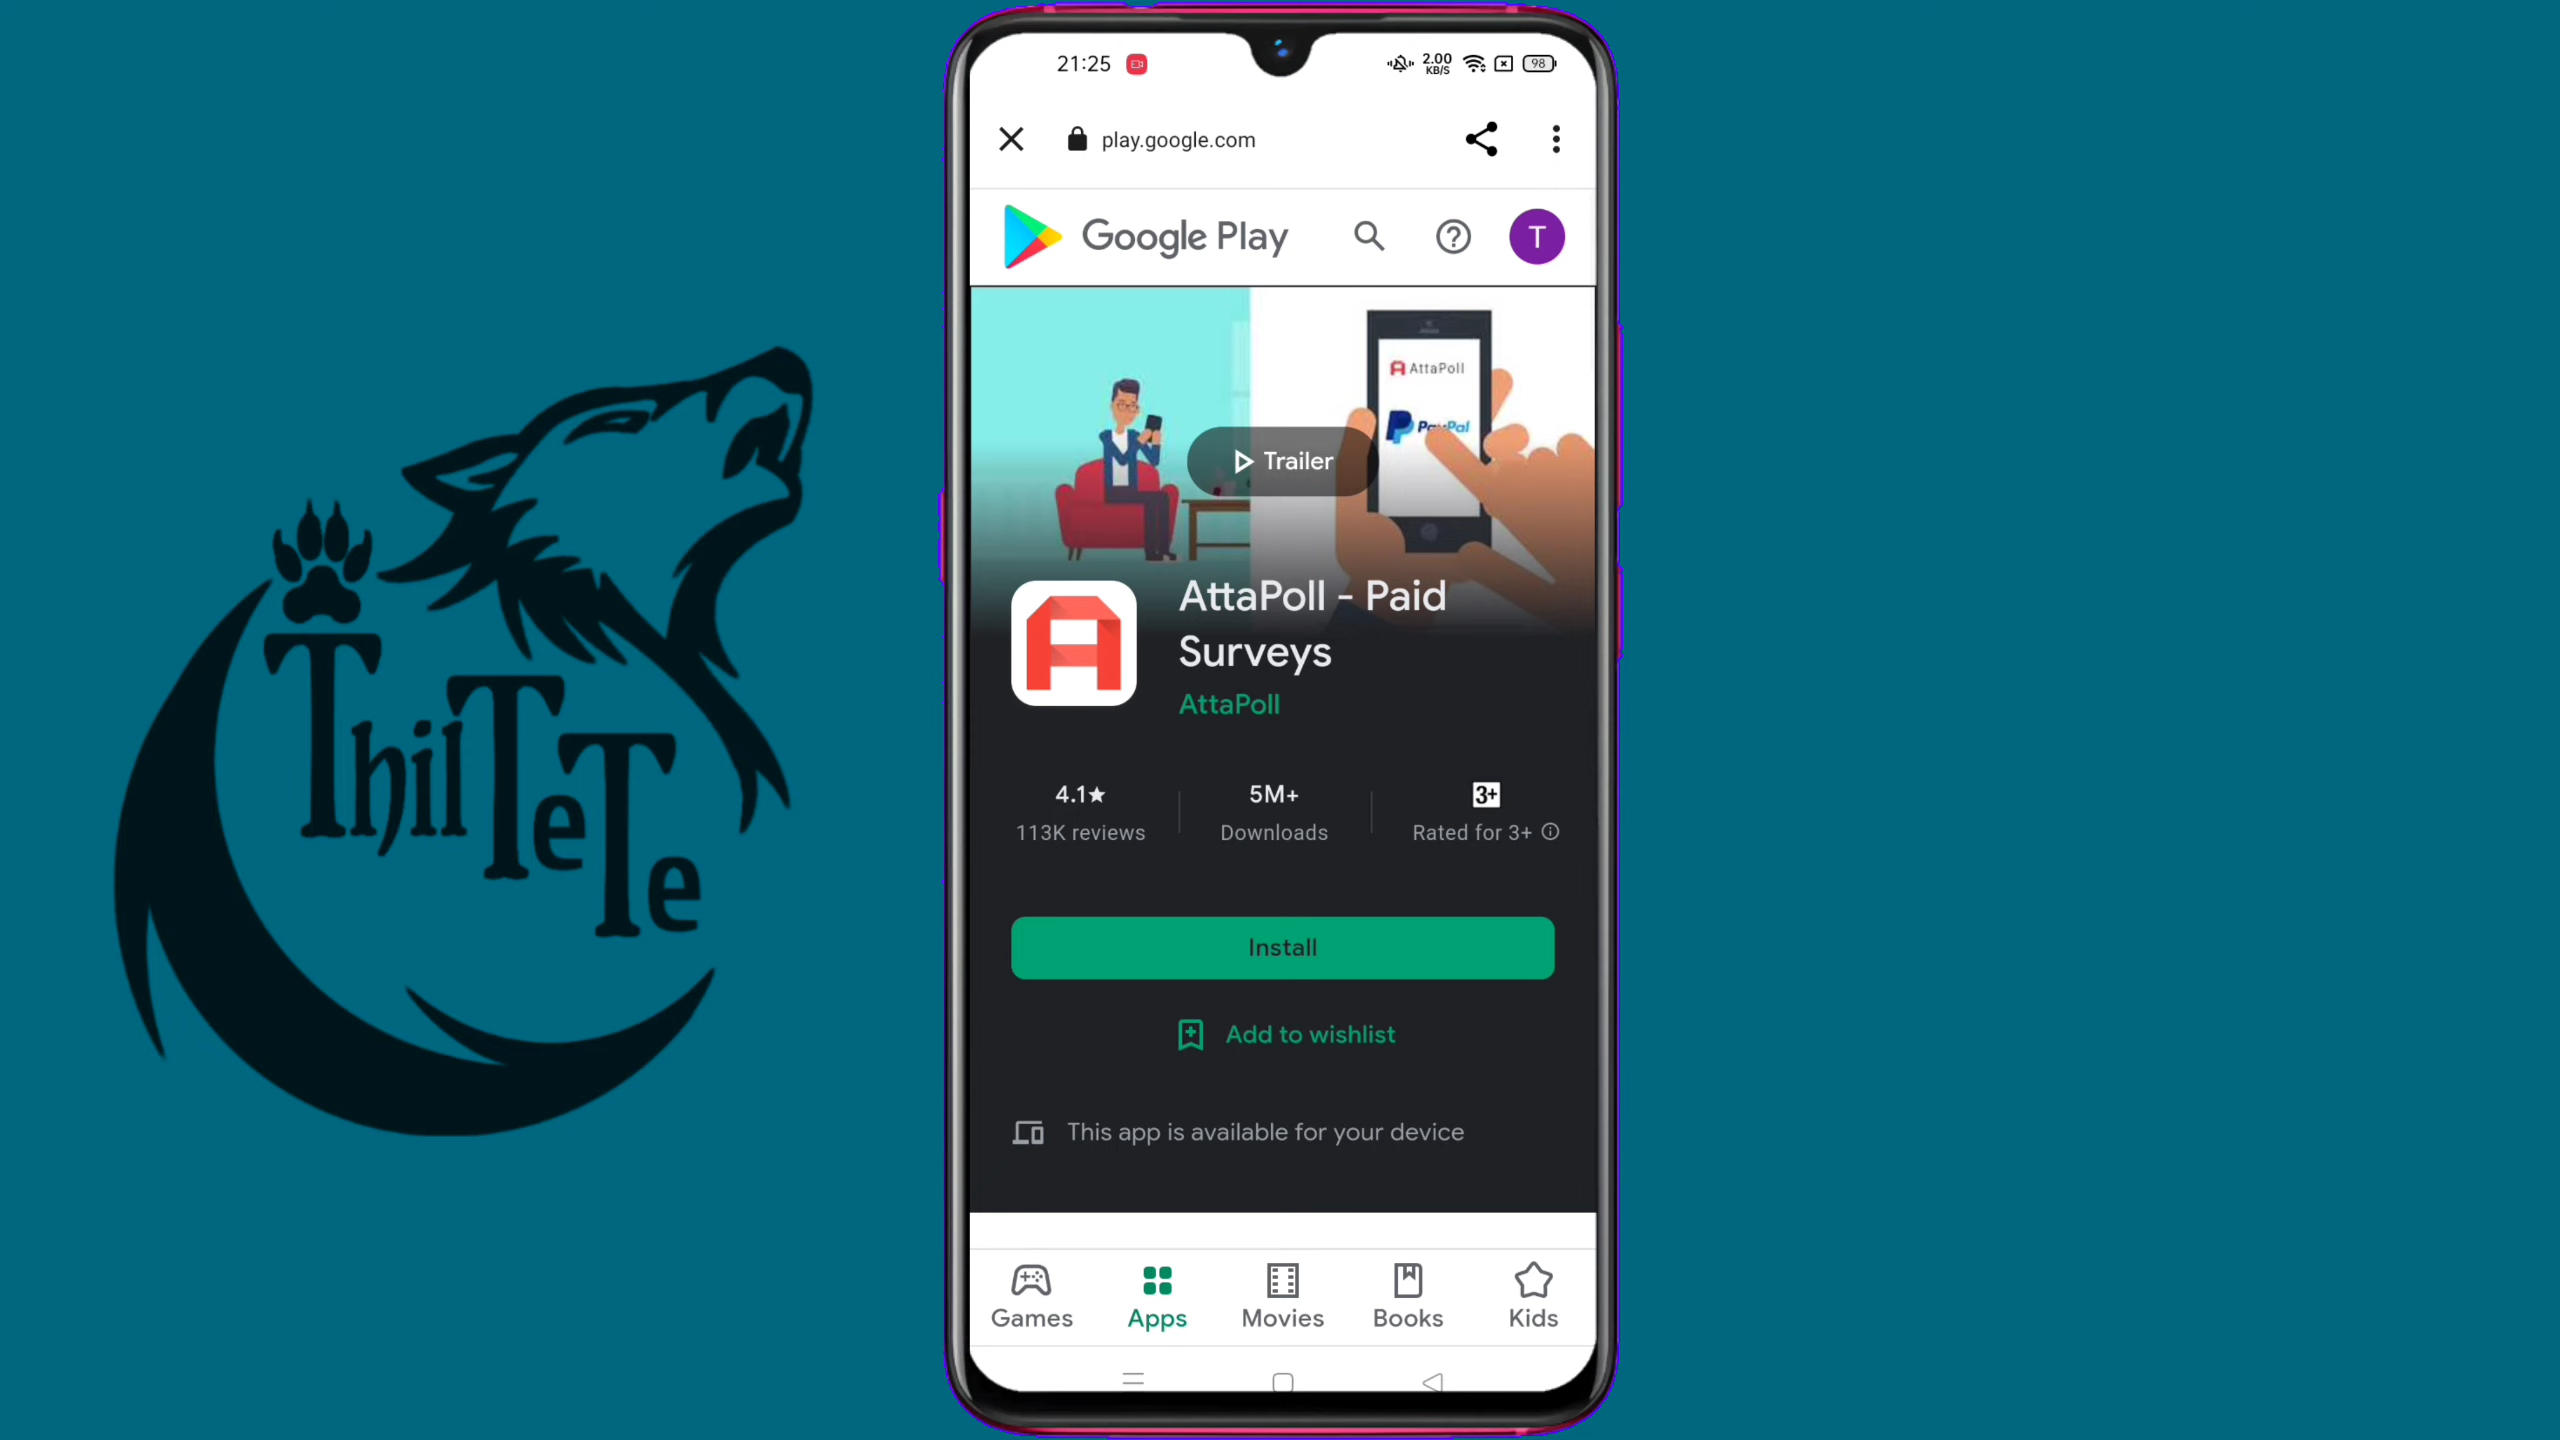 ThilTeTe
21:25
2.00
KB/S
98
play.google.com
Google Play
T
AttaPoll
PayPal
Trailer
AttaPoll - Paid
Surveys
AttaPoll
4.1★
113K reviews
5M+
Downloads
3+
Rated for 3+
Install
Add to wishlist
This app is available for your device
Games
Apps
Movies
Books
Kids